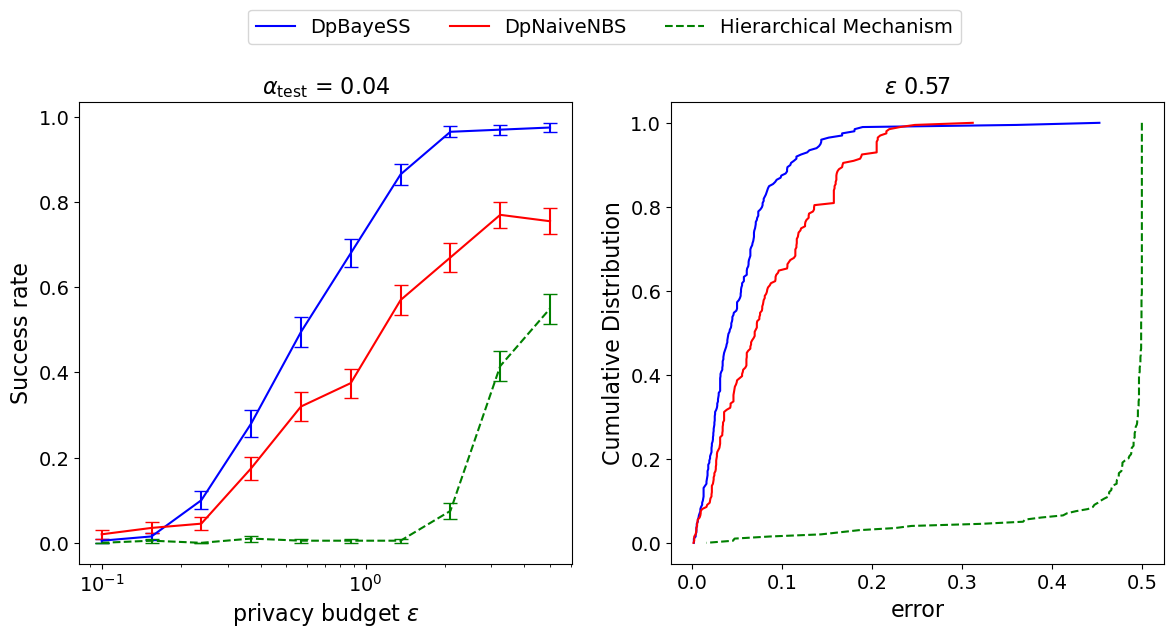 DpBayeSS DpNaiveNBS Hierarchical Mechanism
α_test = 0.04
ε 0.57
Success rate
1.0
0.8
0.6
0.4
0.2
0.0
10⁻¹ 10⁰
privacy budget ε
Cumulative Distribution
1.0
0.8
0.6
0.4
0.2
0.0
0.0 0.1 0.2 0.3 0.4 0.5
error